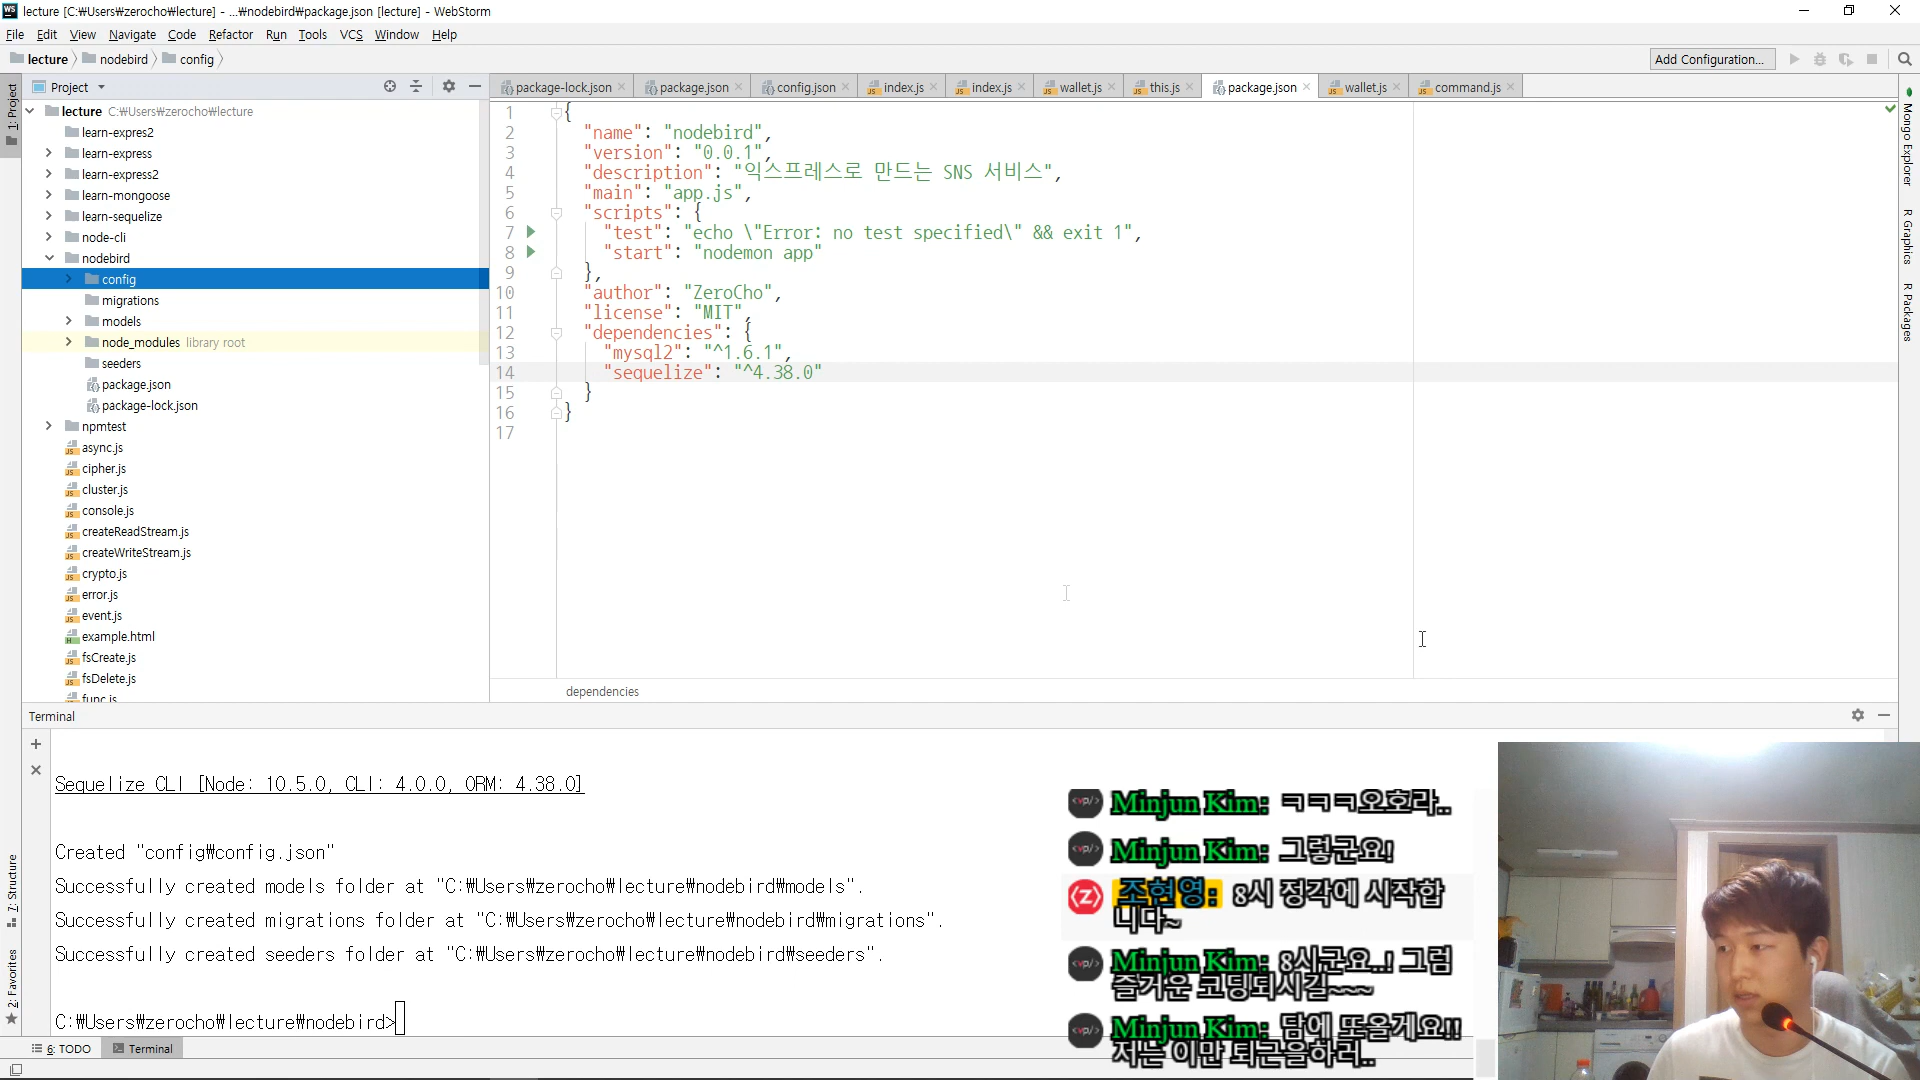 lecture [C:₩Users₩zerocho₩lecture] - ...₩nodebird₩package.json [lecture] - WebStorm
File Edit View Navigate Code Refactor Run Tools VCS Window Help
lecture nodebird config
Add Configuration...
Project
package-lock.json package.json config.json index.js index.js wallet.js this.js package.json wallet.js command.js
1: Project
lecture C:₩Users₩zerocho₩lecture
learn-expres2
learn-express
learn-express2
learn-mongoose
learn-sequelize
node-cli
nodebird
config
migrations
models
node_modules library root
seeders
package.json
package-lock.json
npmtest
async.js
cipher.js
cluster.js
console.js
createReadStream.js
createWriteStream.js
crypto.js
error.js
event.js
example.html
fsCreate.js
fsDelete.js
func.js
1 {
2 "name": "nodebird",
3 "version": "0.0.1",
4 "description": "익스프레스로 만드는 SNS 서비스",
5 "main": "app.js",
6 "scripts": {
7 "test": "echo \"Error: no test specified\" && exit 1",
8 "start": "nodemon app"
9 },
10 "author": "ZeroCho",
11 "license": "MIT",
12 "dependencies": {
13 "mysql2": "^1.6.1",
14 "sequelize": "^4.38.0"
15 }
16 }
17
dependencies
Mongo Explorer
R Graphics
R Packages
Terminal
Sequelize CLI [Node: 10.5.0, CLI: 4.0.0, ORM: 4.38.0]
Created "config₩config.json"
Successfully created models folder at "C:₩Users₩zerocho₩lecture₩nodebird₩models".
Successfully created migrations folder at "C:₩Users₩zerocho₩lecture₩nodebird₩migrations".
Successfully created seeders folder at "C:₩Users₩zerocho₩lecture₩nodebird₩seeders".
C:₩Users₩zerocho₩lecture₩nodebird>
Minjun Kim: ㅋㅋㅋ오호라..
Minjun Kim: 그렇군요!
조현영: 8시 정각에 시작합
니다~
Minjun Kim: 8시군요..! 그럼
즐거운 코딩되시길~~~
Minjun Kim: 담에 또올게요!!
저는 이만 퇴근을하러..
7: Structure
2: Favorites
6: TODO Terminal